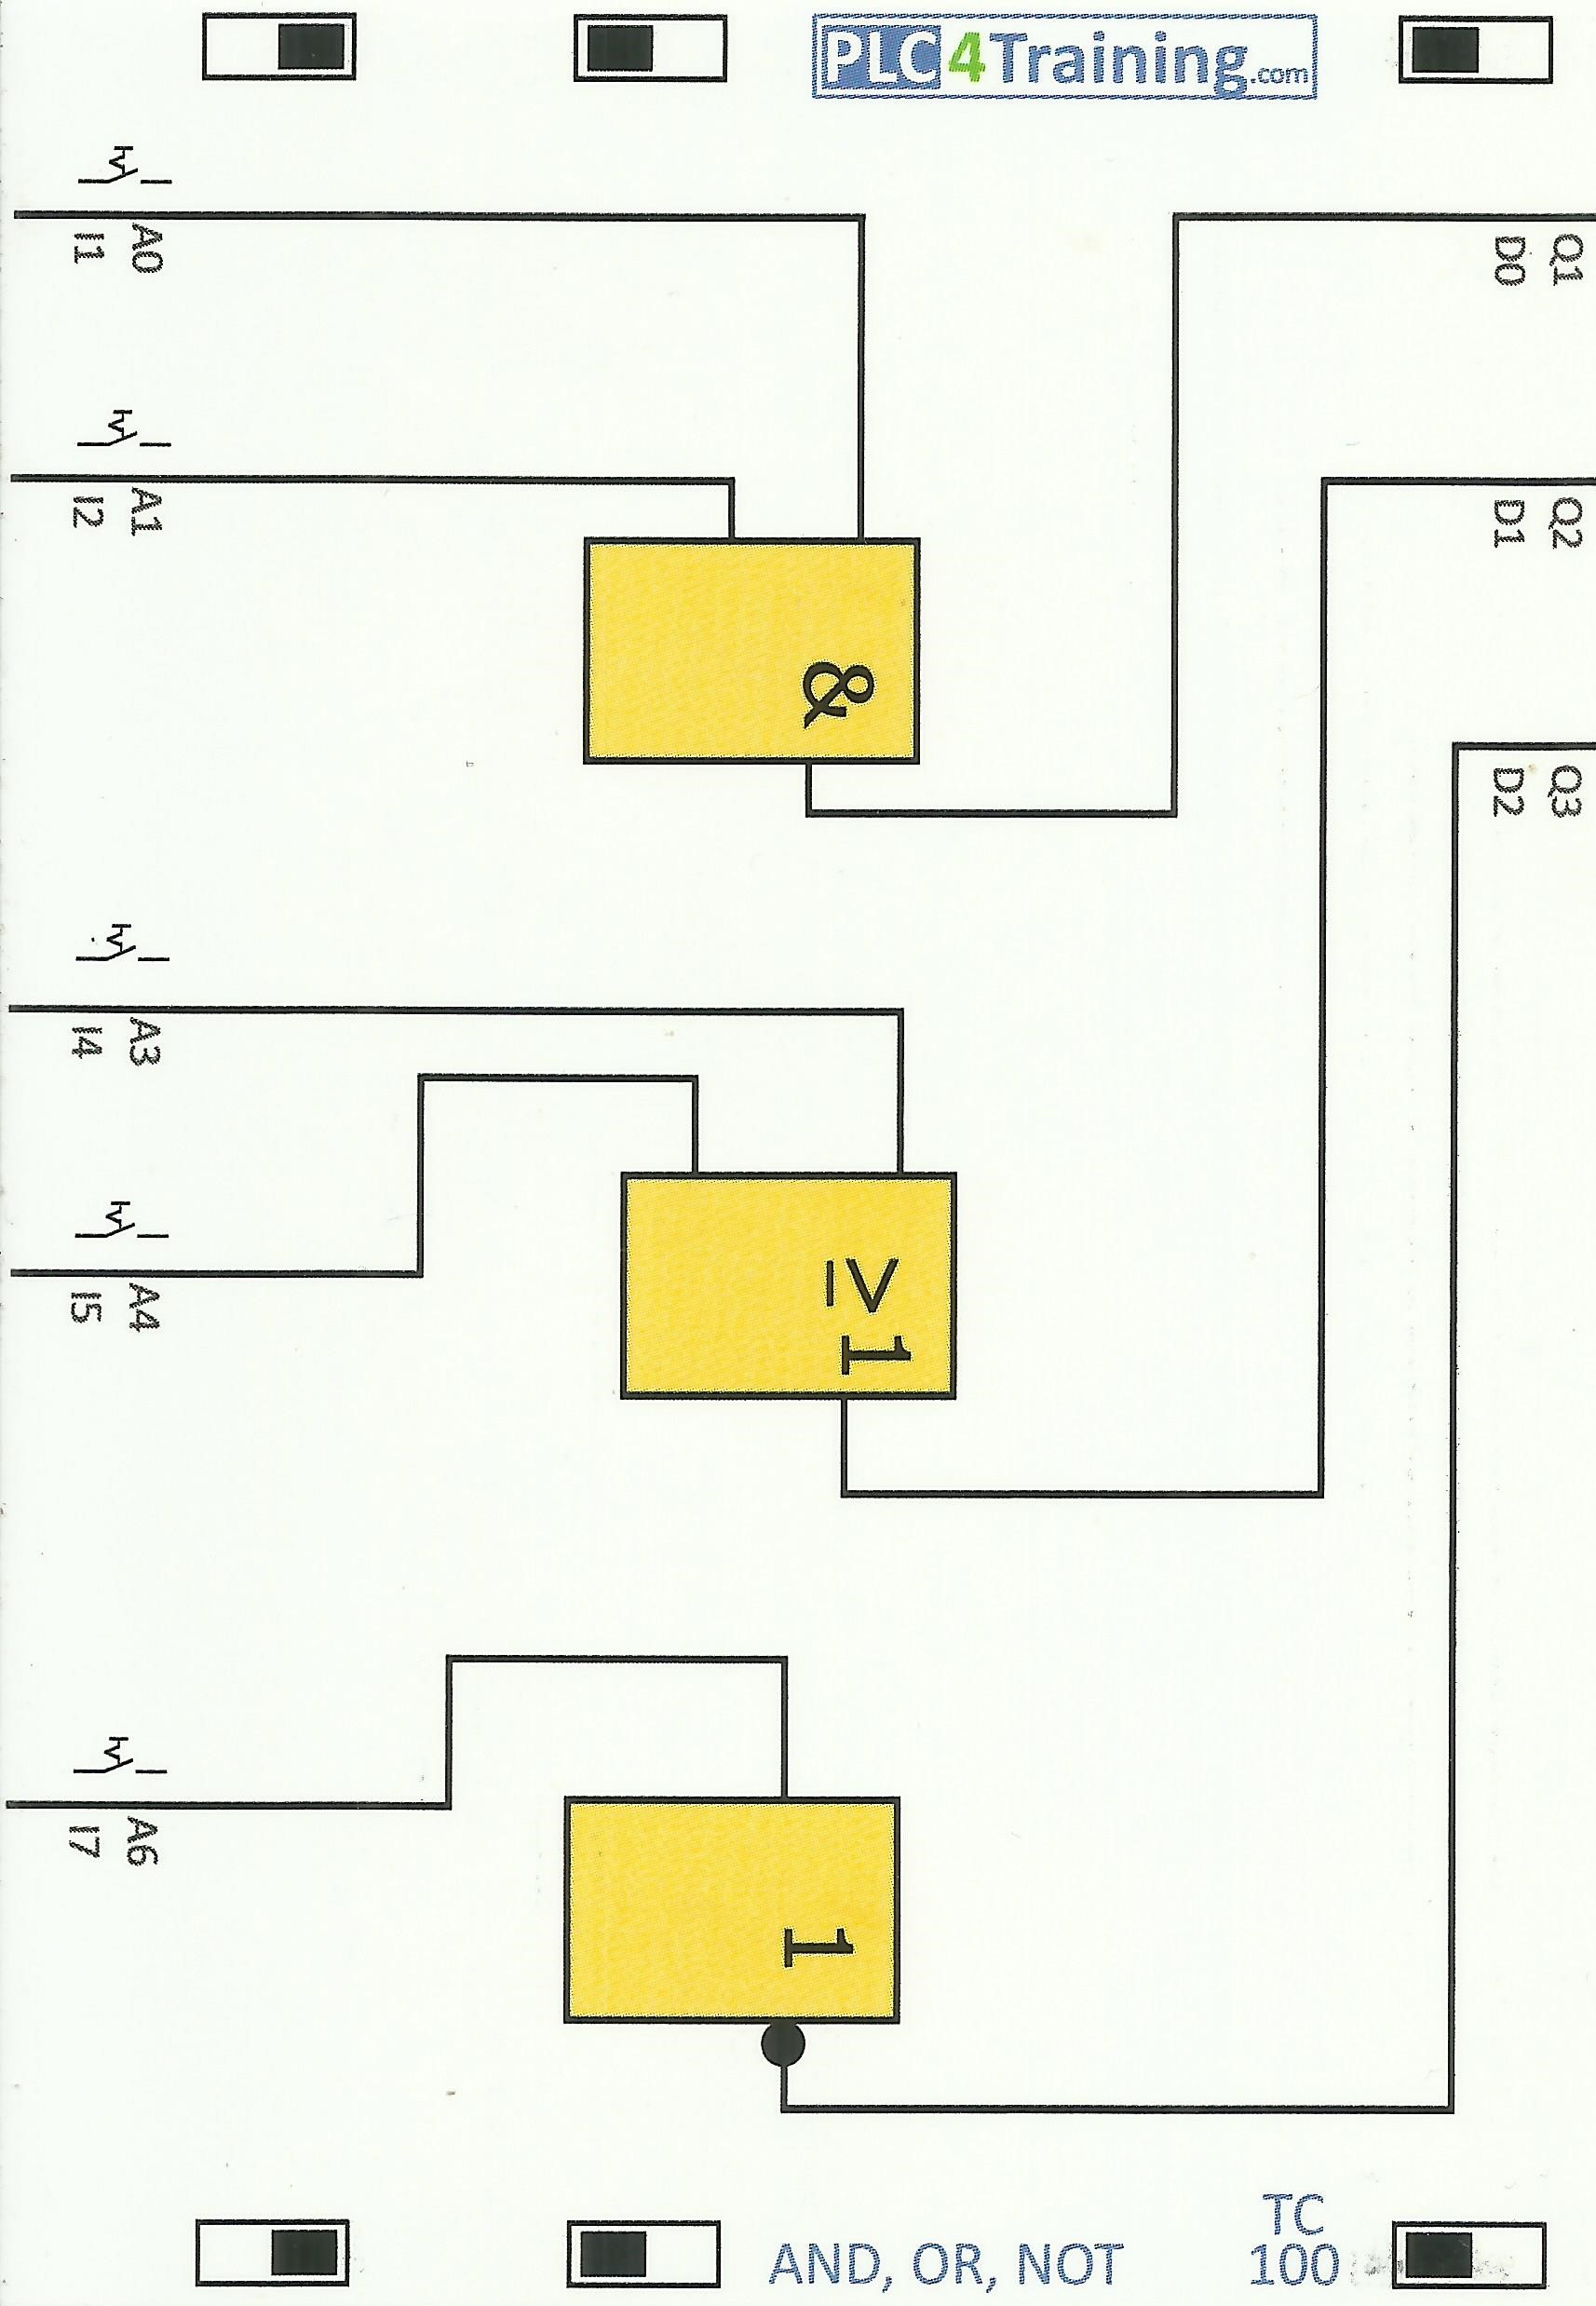 Q1
D0
Q2
D1
Q3
D2
PLC4Training.com
TC
100
AND, OR, NOT
&
≥1
1
A0
I1
A1
I2
A3
I4
A4
I5
A6
I7